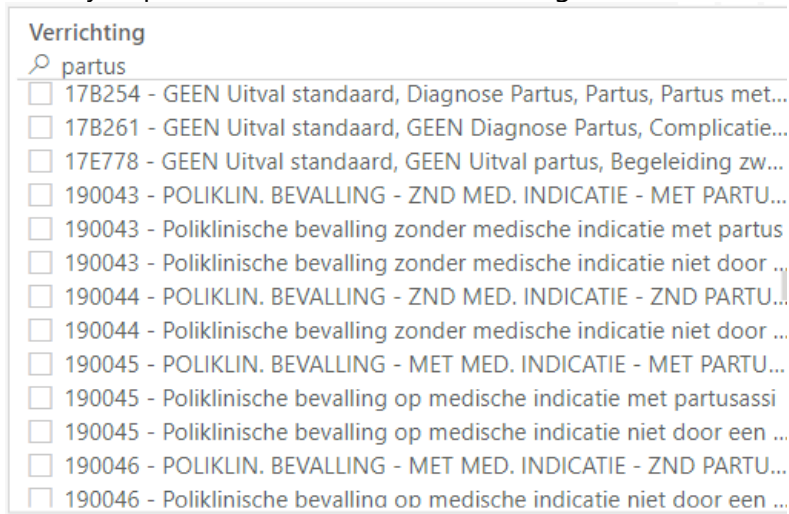 Verrichting
partus
17B254 - GEEN Uitval standaard, Diagnose Partus, Partus, Partus met...
17B261 - GEEN Uitval standaard, GEEN Diagnose Partus, Complicatie...
17E778 - GEEN Uitval standaard, GEEN Uitval partus, Begeleiding zw...
190043 - POLIKLIN. BEVALLING - ZND MED. INDICATIE - MET PARTU...
190043 - Poliklinische bevalling zonder medische indicatie met partus
190043 - Poliklinische bevalling zonder medische indicatie niet door ...
190044 - POLIKLIN. BEVALLING - ZND MED. INDICATIE - ZND PARTU...
190044 - Poliklinische bevalling zonder medische indicatie niet door ...
190045 - POLIKLIN. BEVALLING - MET MED. INDICATIE - MET PARTU...
190045 - Poliklinische bevalling op medische indicatie met partusassi
190045 - Poliklinische bevalling op medische indicatie niet door een ...
190046 - POLIKLIN. BEVALLING - MET MED. INDICATIE - ZND PARTU...
190046 - Poliklinische bevalling op medische indicatie niet door een ...